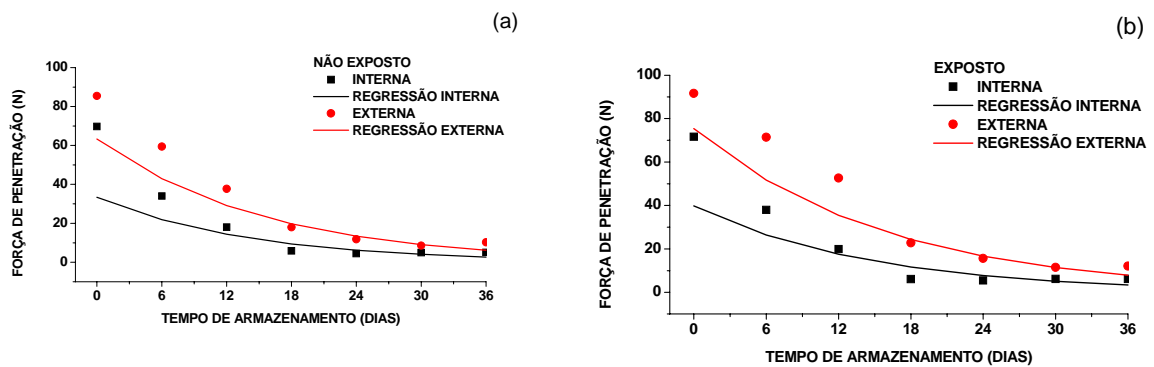 (a)
NÃO EXPOSTO
INTERNA
REGRESSÃO INTERNA
EXTERNA
REGRESSÃO EXTERNA
100
80
60
40
20
0
FORÇA DE PENETRAÇÃO (N)
0 6 12 18 24 30 36
TEMPO DE ARMAZENAMENTO (DIAS)
(b)
EXPOSTO
INTERNA
REGRESSÃO INTERNA
EXTERNA
REGRESSÃO EXTERNA
100
80
60
40
20
0
FORÇA DE PENETRAÇÃO (N)
0 6 12 18 24 30 36
TEMPO DE ARMAZENAMENTO (DIAS)